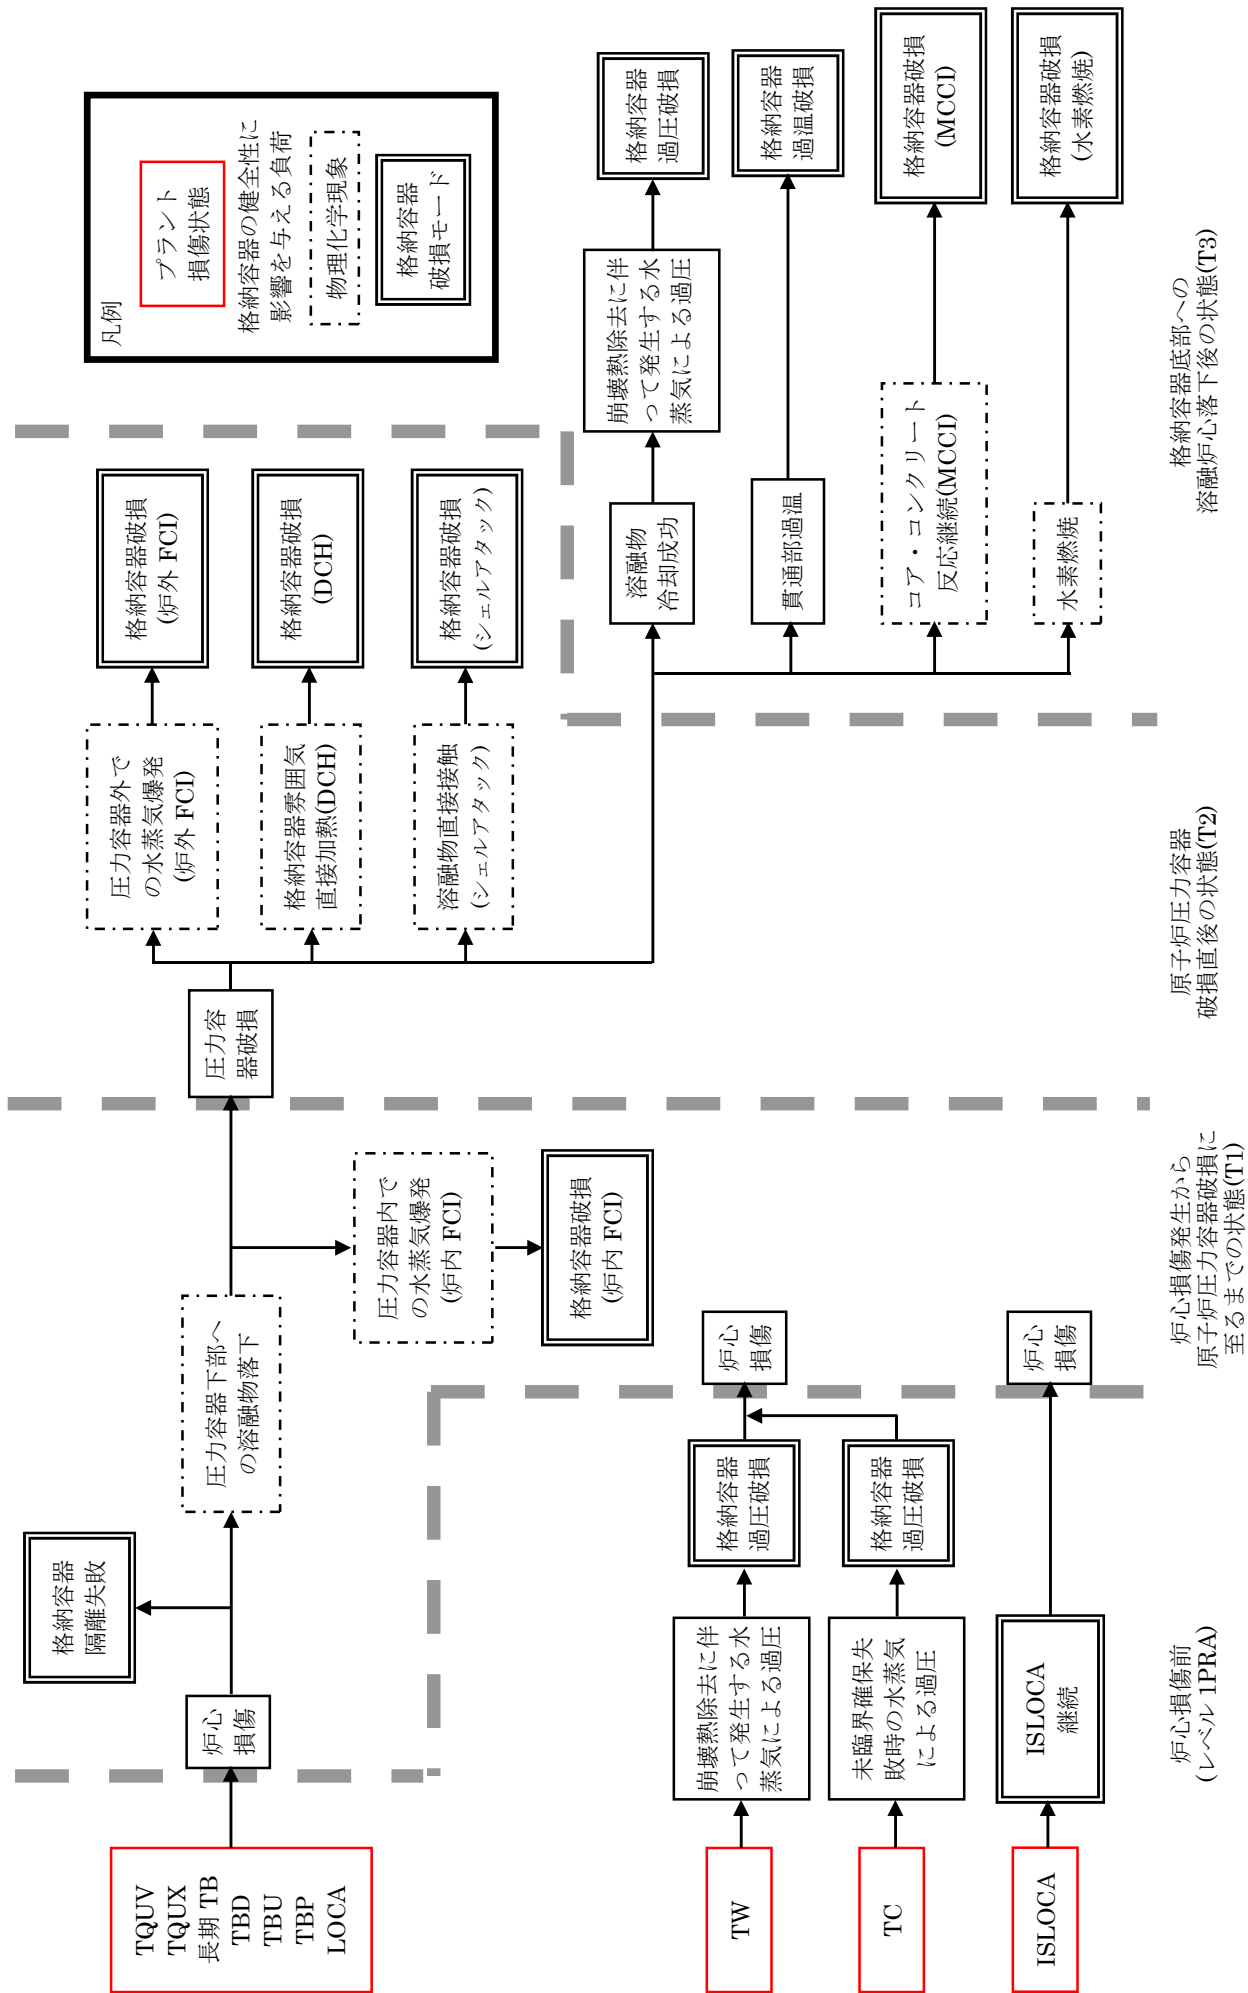 凡例
プラント
損傷状態
格納容器の健全性に
影響を与える負荷
物理化学現象
格納容器
破損モード
TQUV
TQUX
長期 TB
TBD
TBU
TBP
LOCA
炉心
損傷
格納容器
隔離失敗
圧力容器下部へ
の溶融物落下
圧力容器内で
の水蒸気爆発
(炉内 FCI)
格納容器破損
(炉内 FCI)
圧力容
器破損
圧力容器外で
の水蒸気爆発
(炉外 FCI)
格納容器破損
(炉外 FCI)
格納容器雰囲気
直接加熱(DCH)
格納容器破損
(DCH)
溶融物直接接触
(シェルアタック)
格納容器破損
(シェルアタック)
溶融物
冷却成功
崩壊熱除去に伴
って発生する水
蒸気による過圧
格納容器
過圧破損
貫通部過温
格納容器
過温破損
コア・コンクリート
反応継続(MCCI)
格納容器破損
(MCCI)
水素燃焼
格納容器破損
(水素燃焼)
TW
崩壊熱除去に伴
って発生する水
蒸気による過圧
格納容器
過圧破損
炉心
損傷
TC
未臨界確保失
敗時の水蒸気
による過圧
格納容器
過圧破損
ISLOCA
ISLOCA
継続
炉心
損傷
炉心損傷前
(レベル 1PRA)
炉心損傷発生から
原子炉圧力容器破損に
至るまでの状態(T1)
原子炉圧力容器
破損直後の状態(T2)
格納容器底部への
溶融炉心落下後の状態(T3)